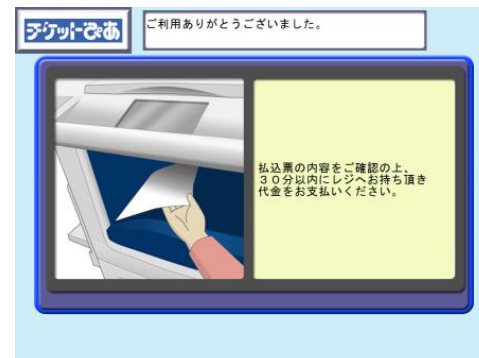 チケットぴあ
ご利用ありがとうございました。
払込票の内容をご確認の上、
３０分以内にレジへお持ち頂き
代金をお支払いください。